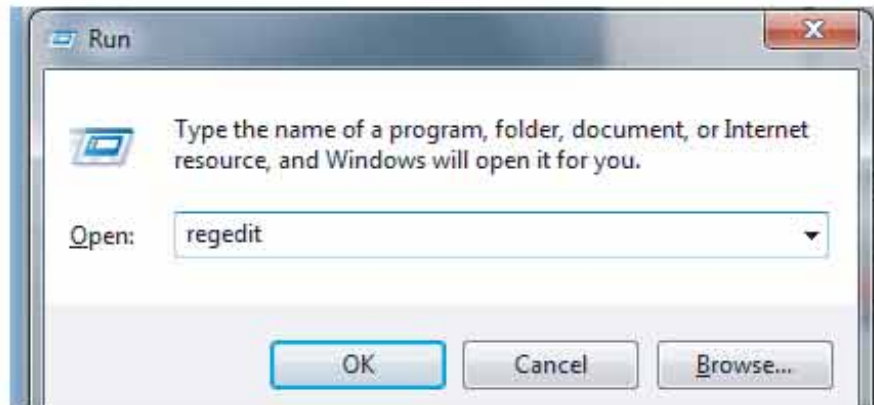 Run
Type the name of a program, folder, document, or Internet
resource, and Windows will open it for you.
Open: regedit
OK Cancel Browse...